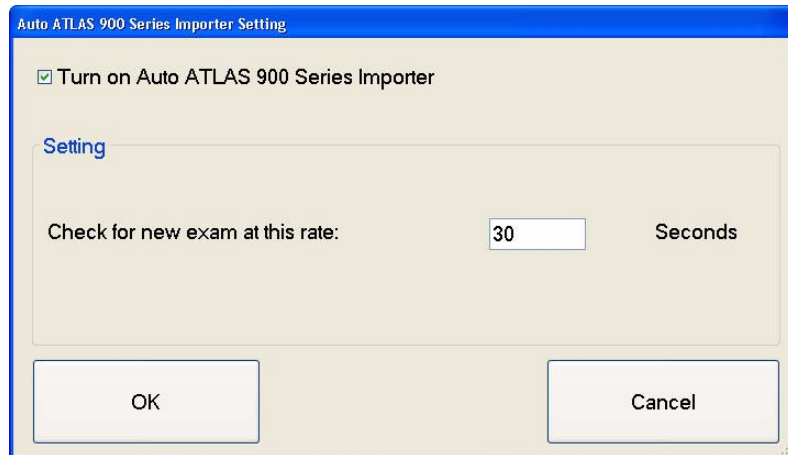 Auto ATLAS 900 Series Importer Setting
Turn on Auto ATLAS 900 Series Importer
Setting
Check for new exam at this rate: 30 Seconds
OK Cancel